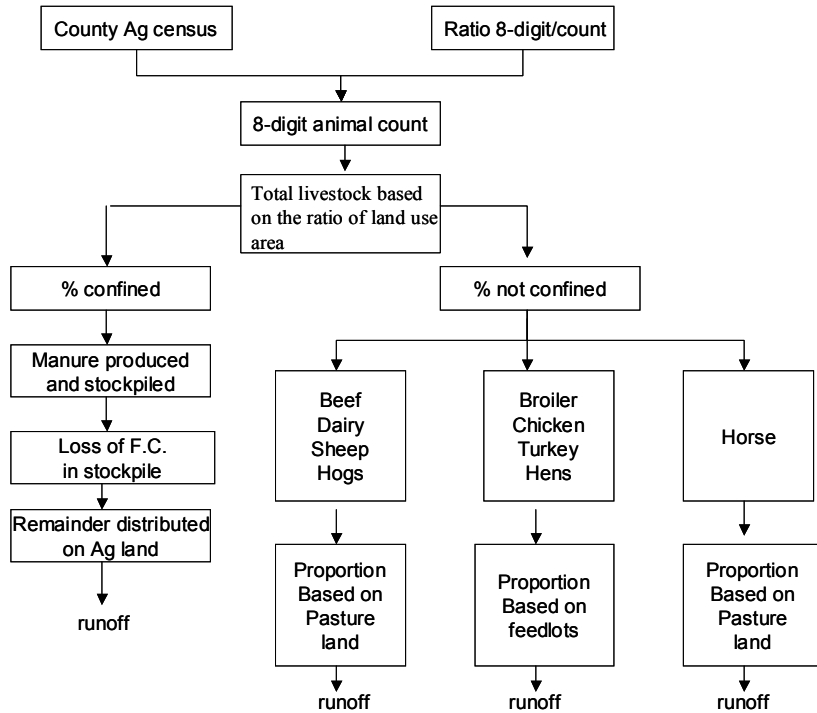 County Ag census
Ratio 8-digit/count
8-digit animal count
Total livestock based
on the ratio of land use
area
% confined
% not confined
Manure produced
and stockpiled
Loss of F.C.
in stockpile
Remainder distributed
on Ag land
runoff
Beef
Dairy
Sheep
Hogs
Broiler
Chicken
Turkey
Hens
Horse
Proportion
Based on
Pasture
land
Proportion
Based on
feedlots
Proportion
Based on
Pasture
land
runoff
runoff
runoff